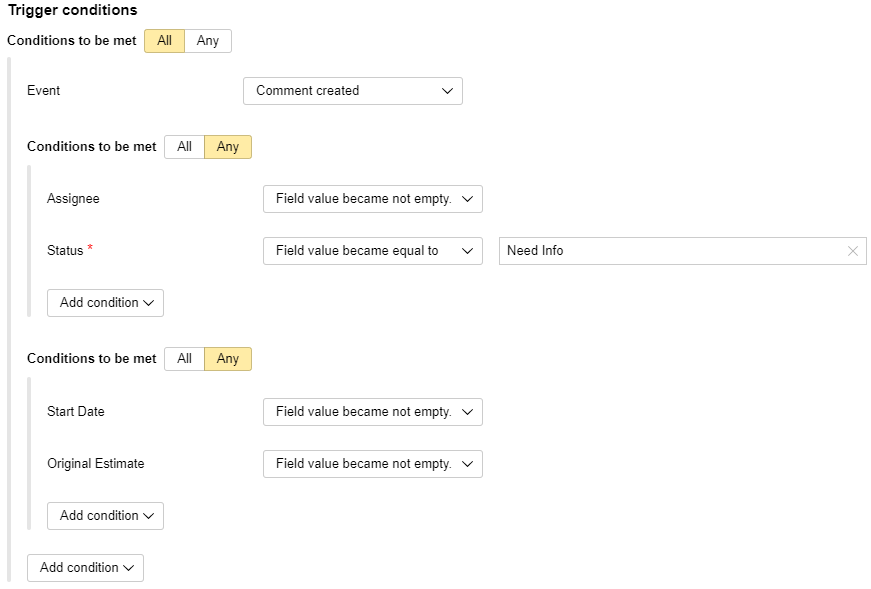 Trigger conditions
Conditions to be met All Any
Event Comment created
Conditions to be met All Any
Assignee Field value became not empty.
Status * Field value became equal to Need Info
Add condition
Conditions to be met All Any
Start Date Field value became not empty.
Original Estimate Field value became not empty.
Add condition
Add condition